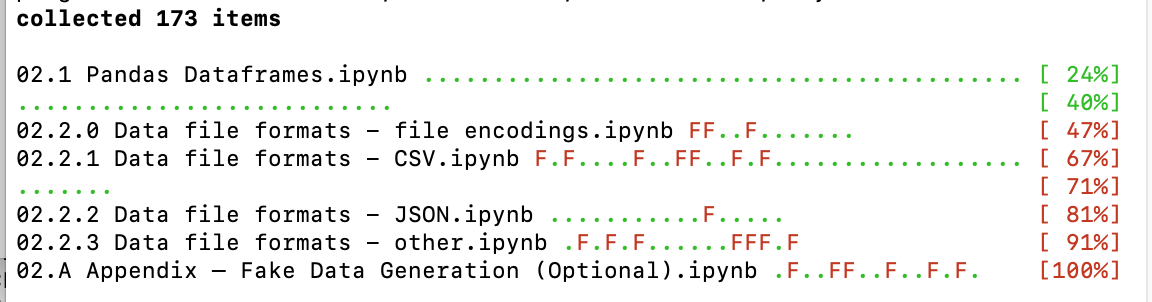 collected 173 items
02.1 Pandas Dataframes.ipynb ........................................... [ 24%]
........................... [ 40%]
02.2.0 Data file formats – file encodings.ipynb FF..F....... [ 47%]
02.2.1 Data file formats – CSV.ipynb F.F....F..FF..F.F.................. [ 67%]
....... [ 71%]
02.2.2 Data file formats – JSON.ipynb ...........F..... [ 81%]
02.2.3 Data file formats – other.ipynb .F.F.F......FFF.F [ 91%]
02.A Appendix — Fake Data Generation (Optional).ipynb .F..FF..F..F.F. [100%]